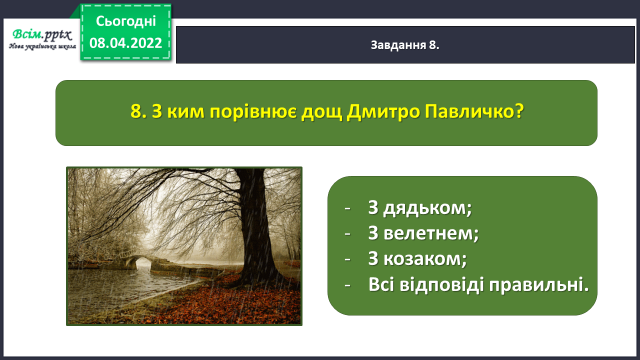 Всім.pptx
Нова українська школа
Сьогодні
08.04.2022
Завдання 8.
8. З ким порівнює дощ Дмитро Павличко?
- З дядьком;
- З велетнем;
- З козаком;
- Всі відповіді правильні.